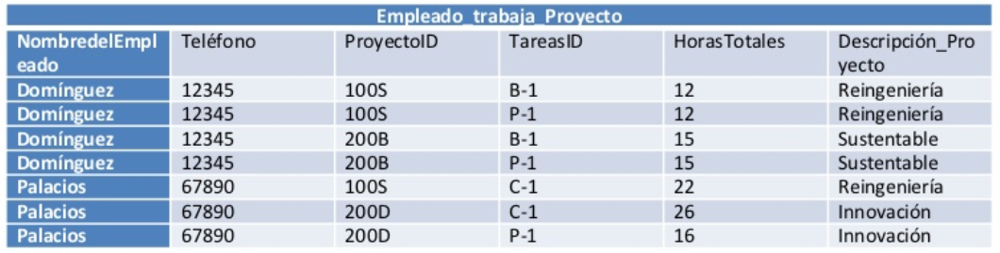 Empleado_trabaja_Proyecto
NombredelEmpl Teléfono ProyectoID TareasID HorasTotales Descripción_Pro
eado yecto
Domínguez 12345 100S B-1 12 Reingeniería
Domínguez 12345 100S P-1 12 Reingeniería
Domínguez 12345 200B B-1 15 Sustentable
Domínguez 12345 200B P-1 15 Sustentable
Palacios 67890 100S C-1 22 Reingeniería
Palacios 67890 200D C-1 26 Innovación
Palacios 67890 200D P-1 16 Innovación